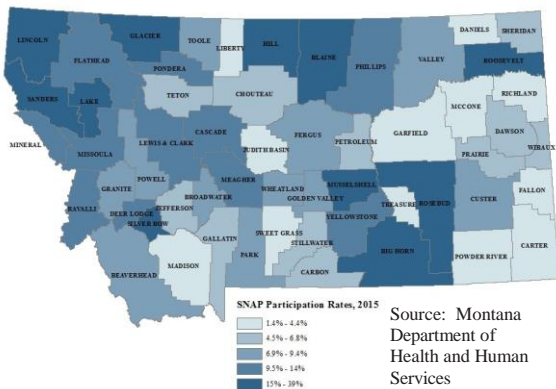 LINCOLN
FLATHEAD
GLACIER
TOOLE
LIBERTY
HILL
BLAINE
PHILLIPS
VALLEY
DANIELS
SHERIDAN
ROOSEVELT
PONDERA
TETON
CHOUTEAU
SANDERS
LAKE
MINERAL
MISSOULA
LEWIS & CLARK
CASCADE
JUDITH BASIN
FERGUS
PETROLEUM
GARFIELD
MCCONE
RICHLAND
DAWSON
WIBAUX
PRAIRIE
POWELL
GRANITE
RAVALLI
DEER LODGE
SILVER BOW
JEFFERSON
BROADWATER
MEAGHER
WHEATLAND
GOLDEN VALLEY
MUSSELSHELL
YELLOWSTONE
TREASURE
ROSEBUD
CUSTER
FALLON
BEAVERHEAD
MADISON
GALLATIN
PARK
SWEET GRASS
STILLWATER
CARBON
BIG HORN
POWDER RIVER
CARTER
SNAP Participation Rates, 2015
1.4% - 4.4%
4.5% - 6.8%
6.9% - 9.4%
9.5% - 14%
15% - 39%
Source: Montana
Department of
Health and Human
Services